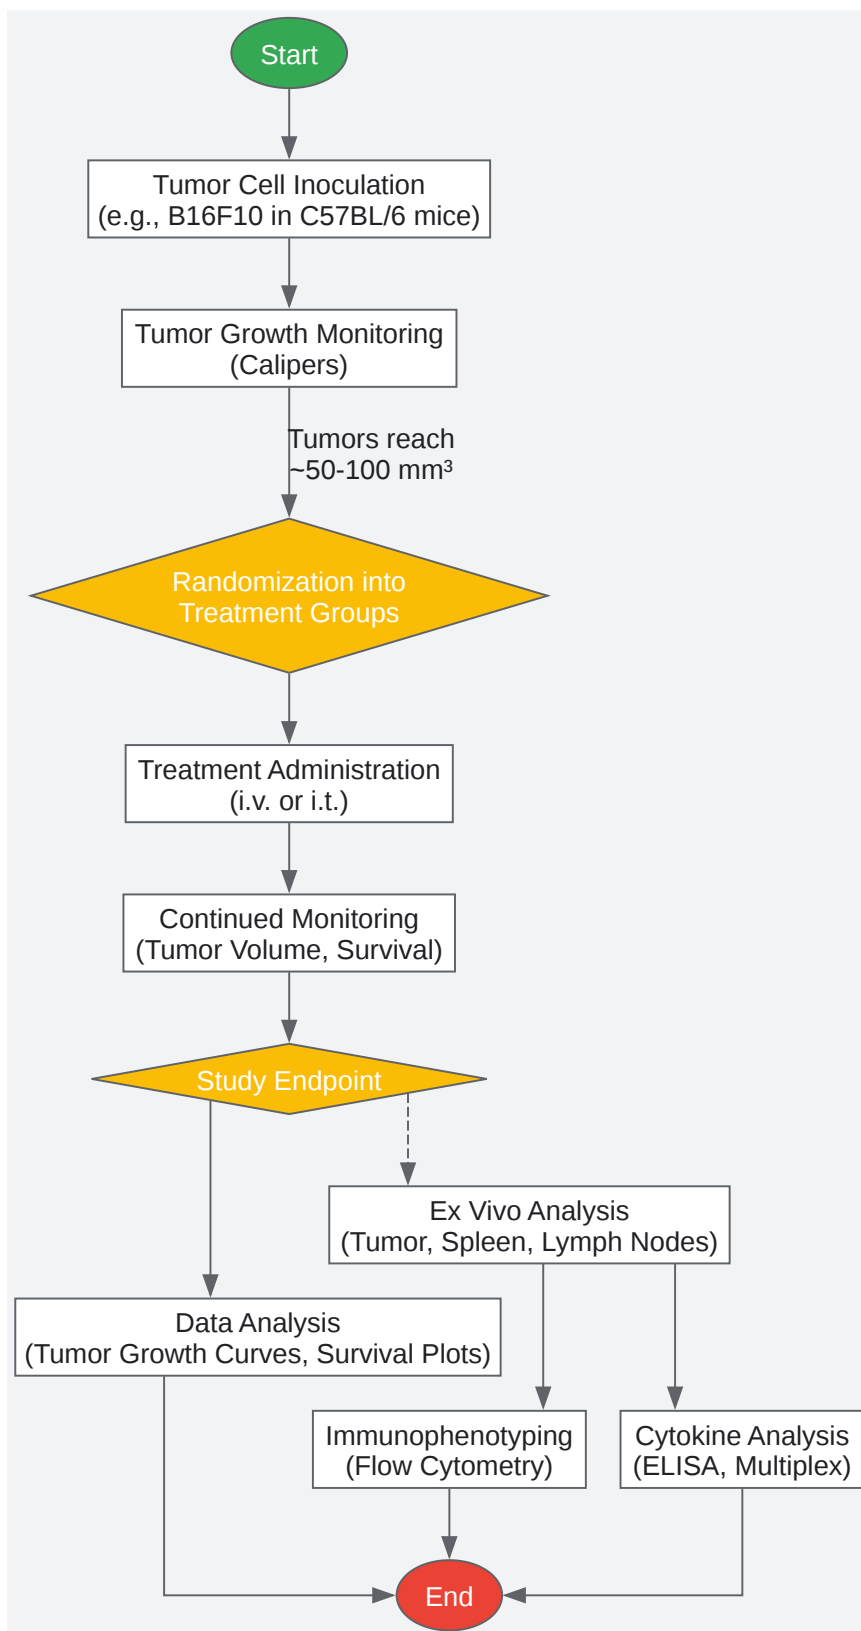 Start
Tumor Cell Inoculation
(e.g., B16F10 in C57BL/6 mice)
Tumor Growth Monitoring
(Calipers)
Tumors reach
~50-100 mm³
Randomization into
Treatment Groups
Treatment Administration
(i.v. or i.t.)
Continued Monitoring
(Tumor Volume, Survival)
Study Endpoint
Ex Vivo Analysis
(Tumor, Spleen, Lymph Nodes)
Data Analysis
(Tumor Growth Curves, Survival Plots)
Immunophenotyping
(Flow Cytometry)
Cytokine Analysis
(ELISA, Multiplex)
End